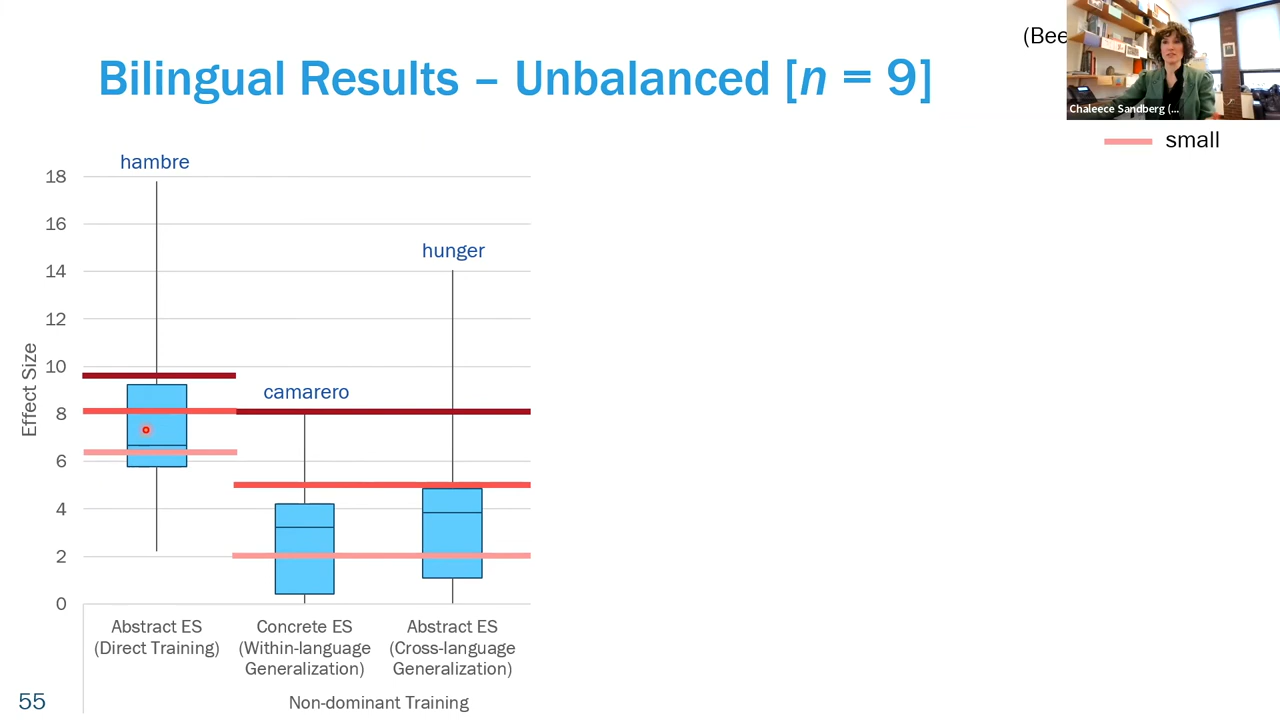 (Bee
Bilingual Results – Unbalanced [n = 9]
Chaleece Sandberg (...
small
hambre
18
16
hunger
14
12
10
camarero
8
6
4
2
0
Effect Size
Abstract ES
(Direct Training)
Concrete ES
(Within-language
Generalization)
Abstract ES
(Cross-language
Generalization)
Non-dominant Training
55